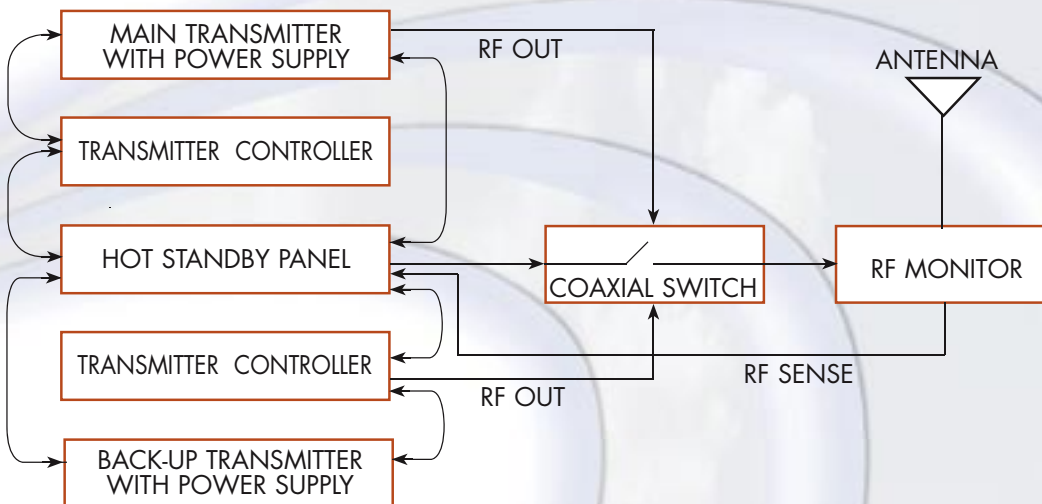 MAIN TRANSMITTER
WITH POWER SUPPLY
RF OUT
ANTENNA
TRANSMITTER CONTROLLER
HOT STANDBY PANEL
COAXIAL SWITCH
RF MONITOR
TRANSMITTER CONTROLLER
RF SENSE
RF OUT
BACK-UP TRANSMITTER
WITH POWER SUPPLY